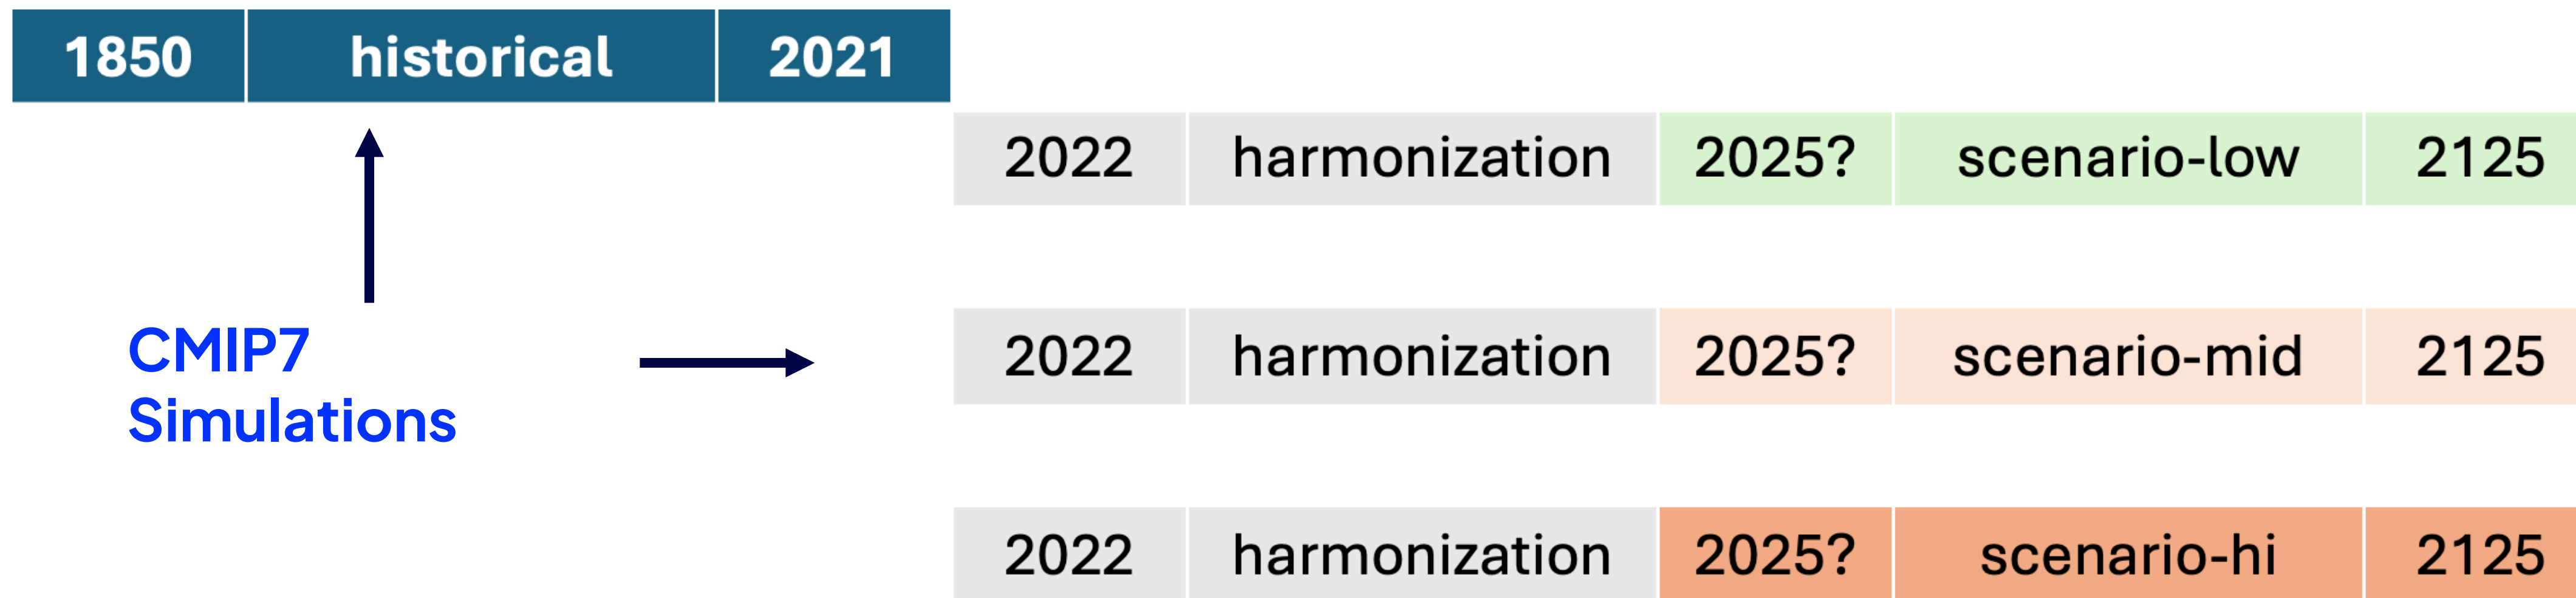 1850 historical 2021
2022 harmonization 2025? scenario-low 2125
CMIP7
Simulations
2022 harmonization 2025? scenario-mid 2125
2022 harmonization 2025? scenario-hi 2125